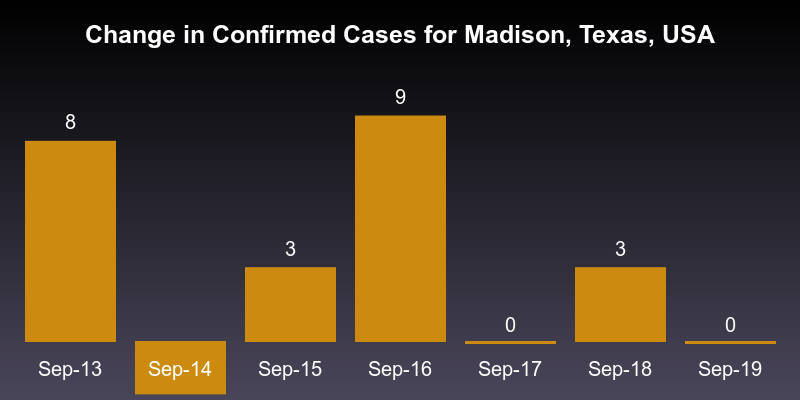 Change in Confirmed Cases for Madison, Texas, USA
8
3
9
0
3
0
Sep-13
Sep-14
Sep-15
Sep-16
Sep-17
Sep-18
Sep-19